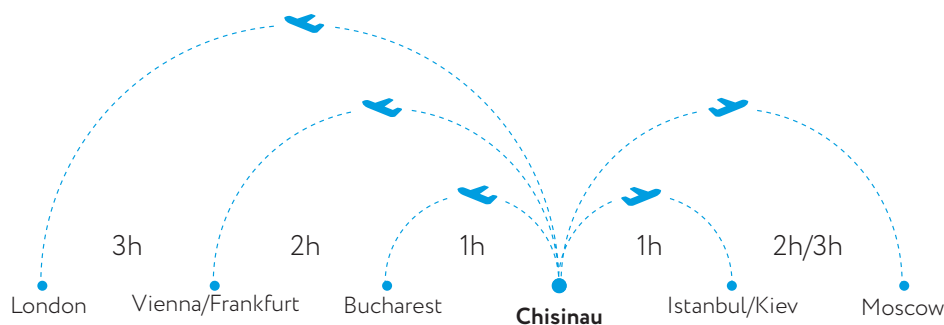 3h
2h
1h
1h
2h/3h
London
Vienna/Frankfurt
Bucharest
Chisinau
Istanbul/Kiev
Moscow